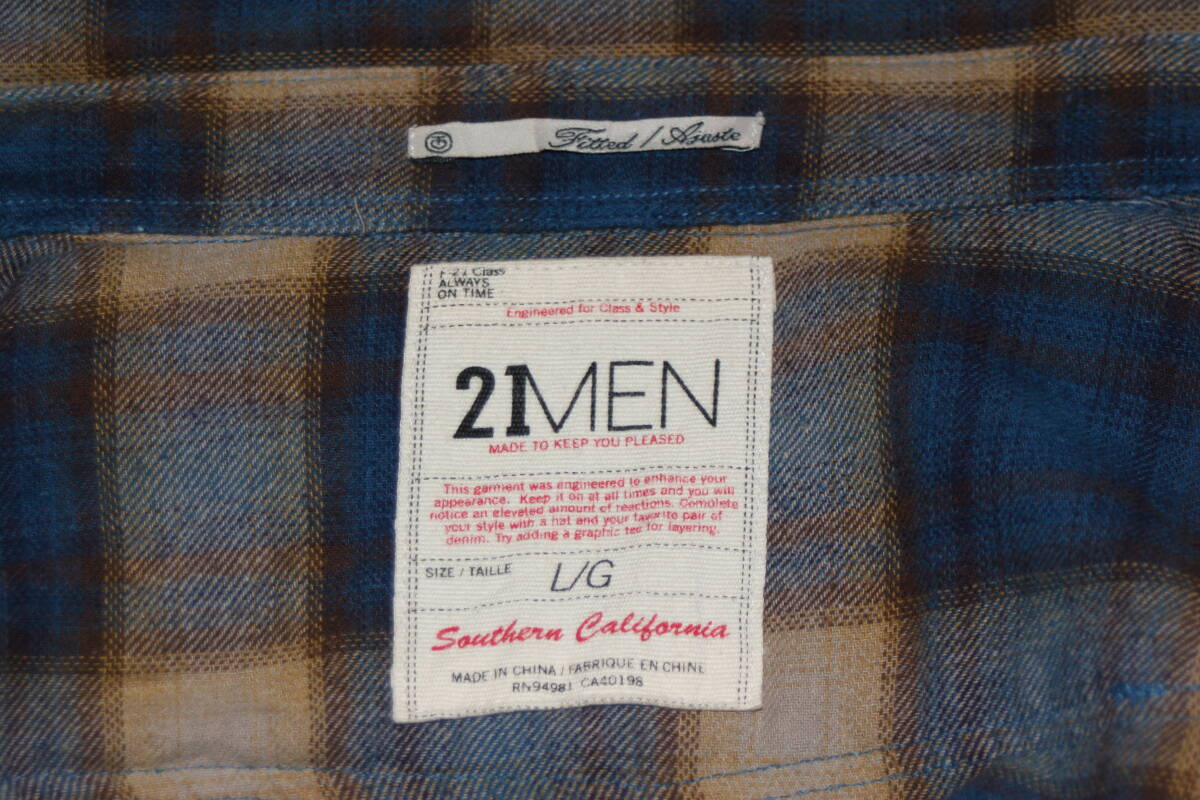 Fitted / Ajuste
F-21 Class
ALWAYS
ON TIME
Engineered for Class & Style
21MEN
MADE TO KEEP YOU PLEASED
This garment was engineered to enhance your
appearance. Keep it on at all times and you will
notice an elevated amount of reactions. Complete
your style with a hat and your favorite pair of
denim. Try adding a graphic tee for layering.
SIZE / TAILLE L/G
Southern California
MADE IN CHINA / FABRIQUE EN CHINE
RN94981 CA40198